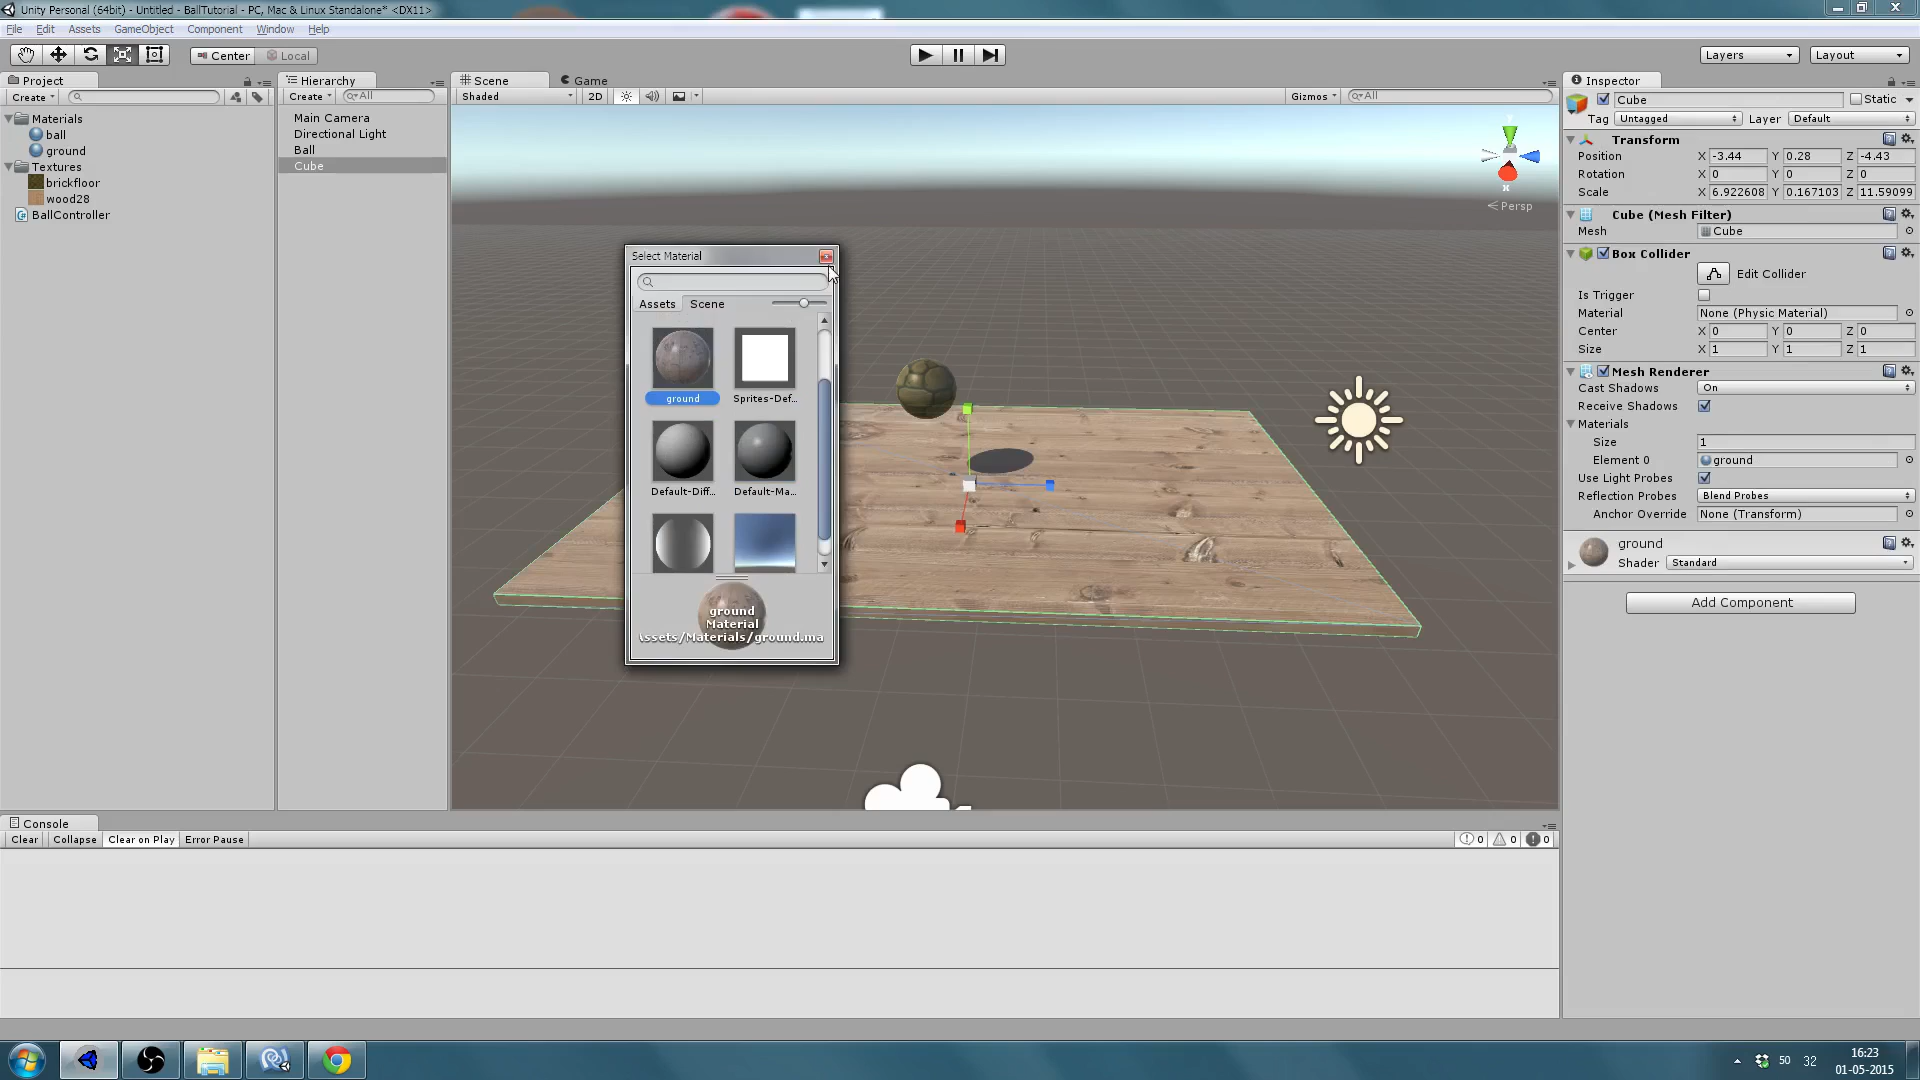 Unity Personal (64bit) - Untitled - BallTutorial - PC, Mac & Linux Standalone* <DX11>
File Edit Assets GameObject Component Window Help
Center Local Layers Layout
Project Hierarchy Scene Game Inspector
Create Create All Shaded 2D Gizmos All
Cube Static
Tag Untagged Layer Default
Materials
ball
ground
Textures
brickfloor
wood28
BallController
Main Camera
Directional Light
Ball
Cube
y
x
Persp
Select Material
Assets Scene
ground Sprites-Def...
Default-Diff... Default-Ma...
ground
Material
Assets/Materials/ground.ma
Transform
Position X -3.44 Y 0.28 Z -4.43
Rotation X 0 Y 0 Z 0
Scale X 6.922608 Y 0.167103 Z 11.59099
Cube (Mesh Filter)
Mesh Cube
Box Collider
Edit Collider
Is Trigger
Material None (Physic Material)
Center X 0 Y 0 Z 0
Size X 1 Y 1 Z 1
Mesh Renderer
Cast Shadows On
Receive Shadows
Materials
Size 1
Element 0 ground
Use Light Probes
Reflection Probes Blend Probes
Anchor Override None (Transform)
ground
Shader Standard
Add Component
Console
Clear Collapse Clear on Play Error Pause 0 0 0
50 32 16:23
01-05-2015